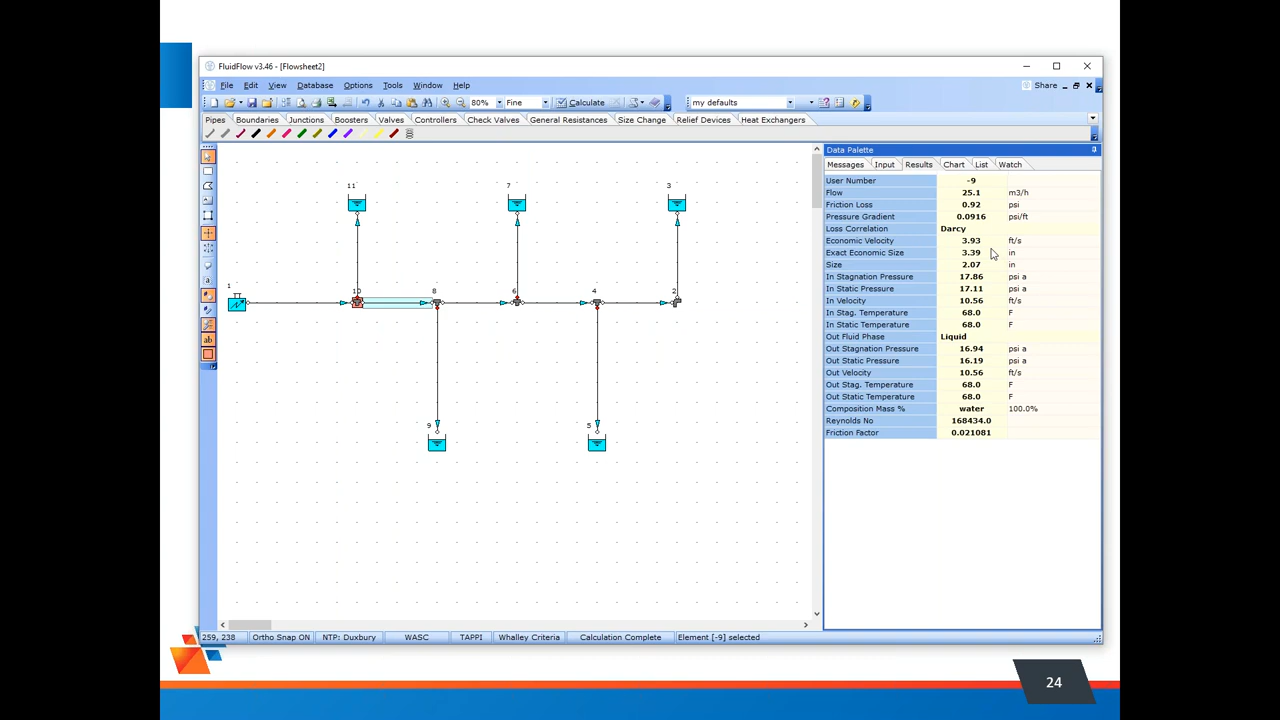 FluidFlow v3.46 - [Flowsheet2]
File Edit View Database Options Tools Window Help Share
80% Fine Calculate my defaults
Pipes Boundaries Junctions Boosters Valves Controllers Check Valves General Resistances Size Change Relief Devices Heat Exchangers
Data Palette
Messages Input Results Chart List Watch
User Number -9
Flow 25.1 m3/h
Friction Loss 0.92 psi
Pressure Gradient 0.0916 psi/ft
Loss Correlation Darcy
Economic Velocity 3.93 ft/s
Exact Economic Size 3.39 in
Size 2.07 in
In Stagnation Pressure 17.86 psi a
In Static Pressure 17.11 psi a
In Velocity 10.56 ft/s
In Stag. Temperature 68.0 F
In Static Temperature 68.0 F
Out Fluid Phase Liquid
Out Stagnation Pressure 16.94 psi a
Out Static Pressure 16.19 psi a
Out Velocity 10.56 ft/s
Out Stag. Temperature 68.0 F
Out Static Temperature 68.0 F
Composition Mass % water 100.0%
Reynolds No 168434.0
Friction Factor 0.021081
11 7 3
1 10 8 6 4 2
9 5
ab
259, 238 Ortho Snap ON NTP: Duxbury WASC TAPPI Whalley Criteria Calculation Complete Element [-9] selected
24